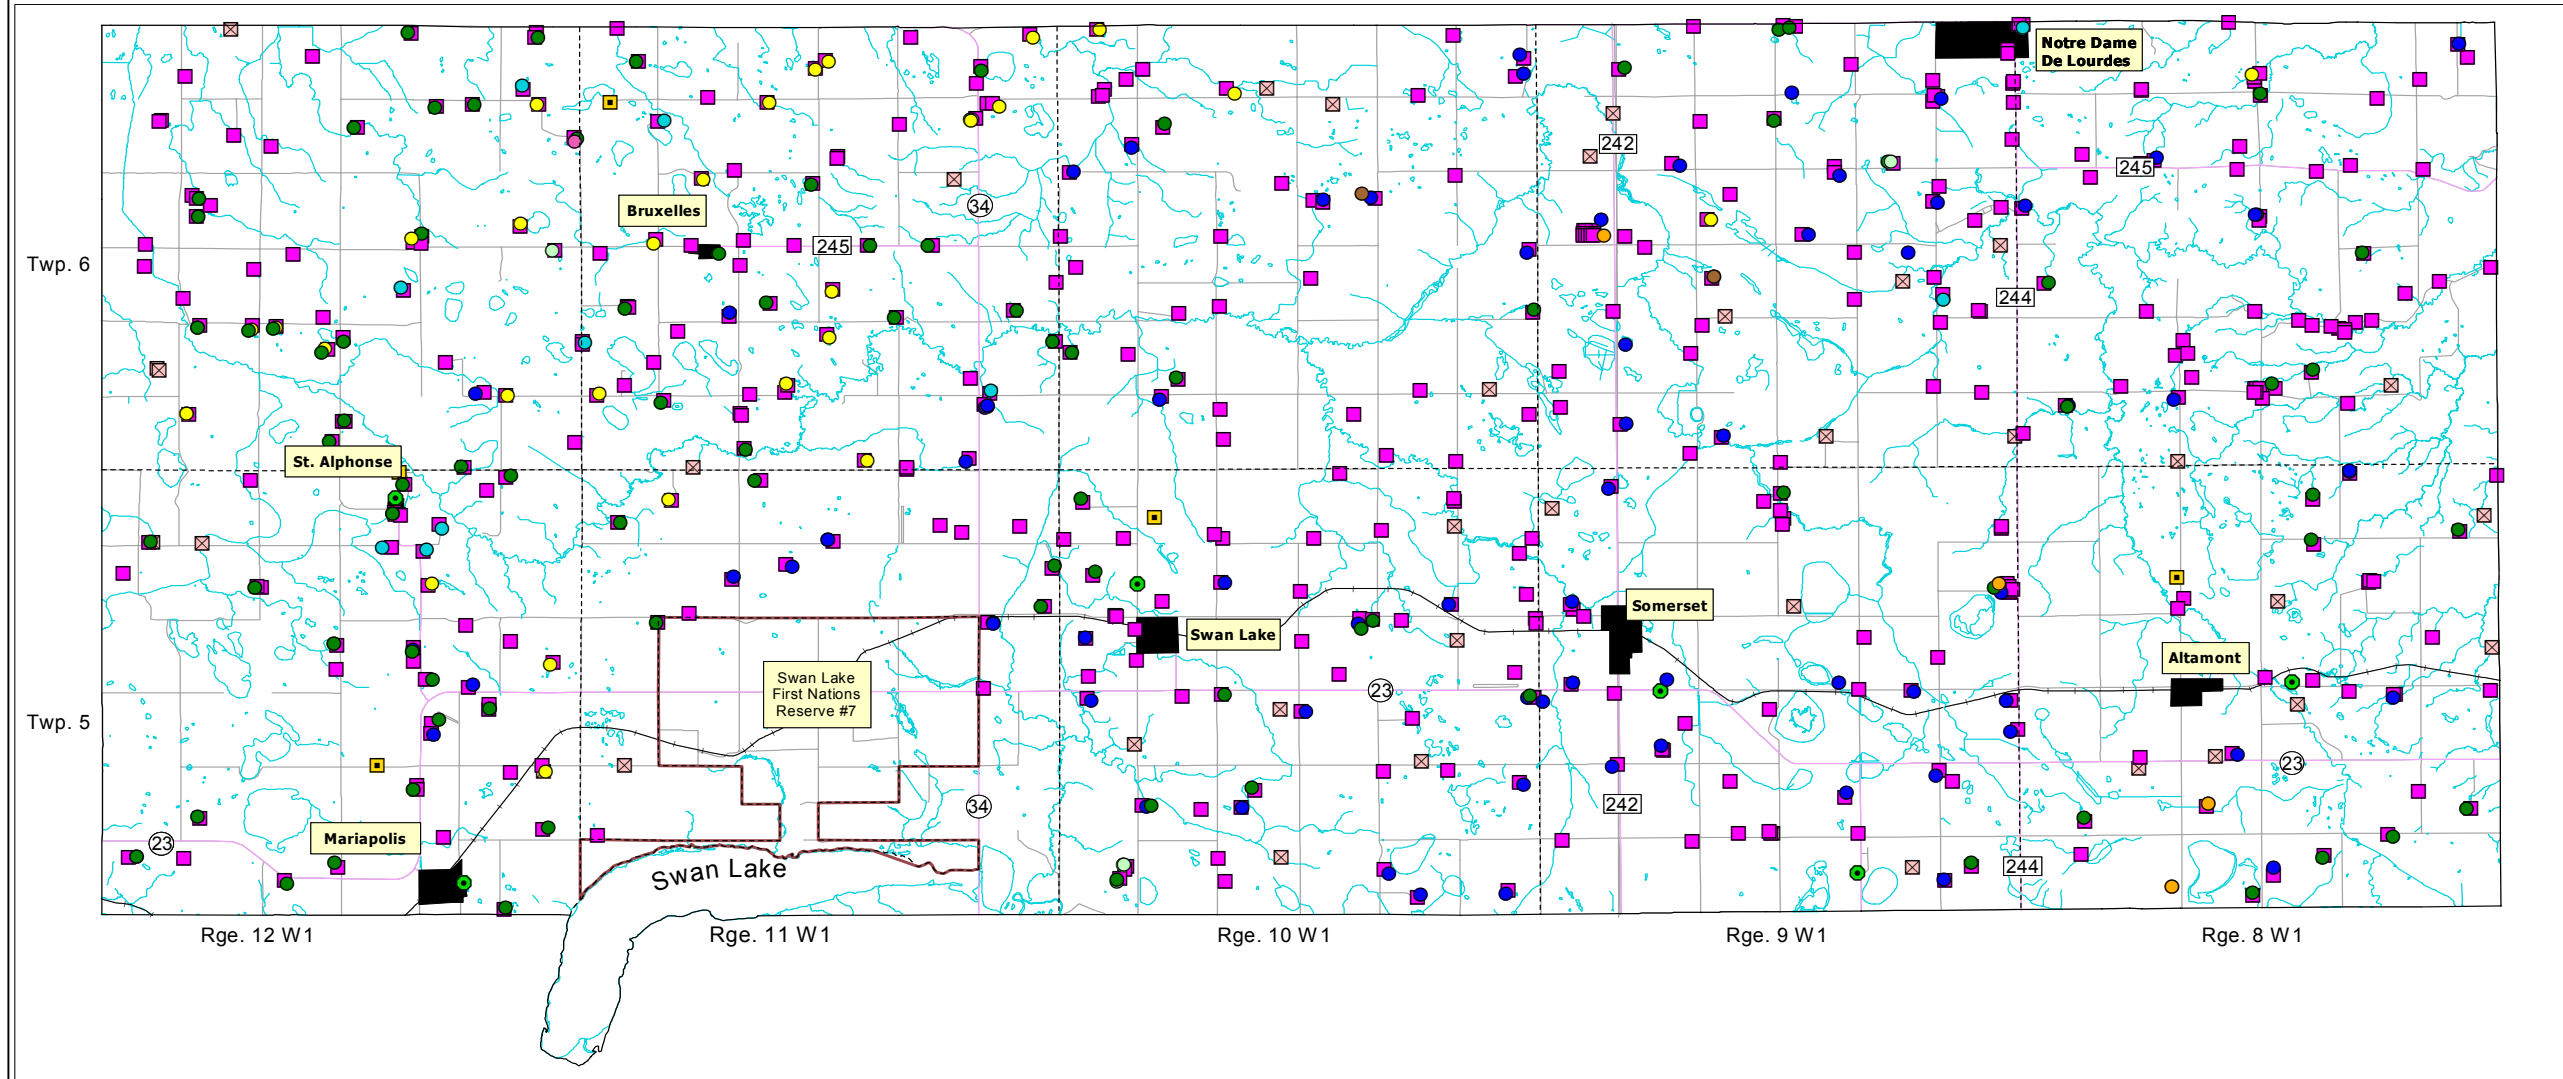 Notre Dame
De Lourdes
242
245
34
Bruxelles
245
Twp. 6
244
St. Alphonse
Somerset
Swan Lake
Altamont
Swan Lake
First Nations
Reserve #7
23
Twp. 5
23
34
242
Mariapolis
23
244
Swan Lake
Rge. 12 W1
Rge. 11 W1
Rge. 10 W1
Rge. 9 W1
Rge. 8 W1